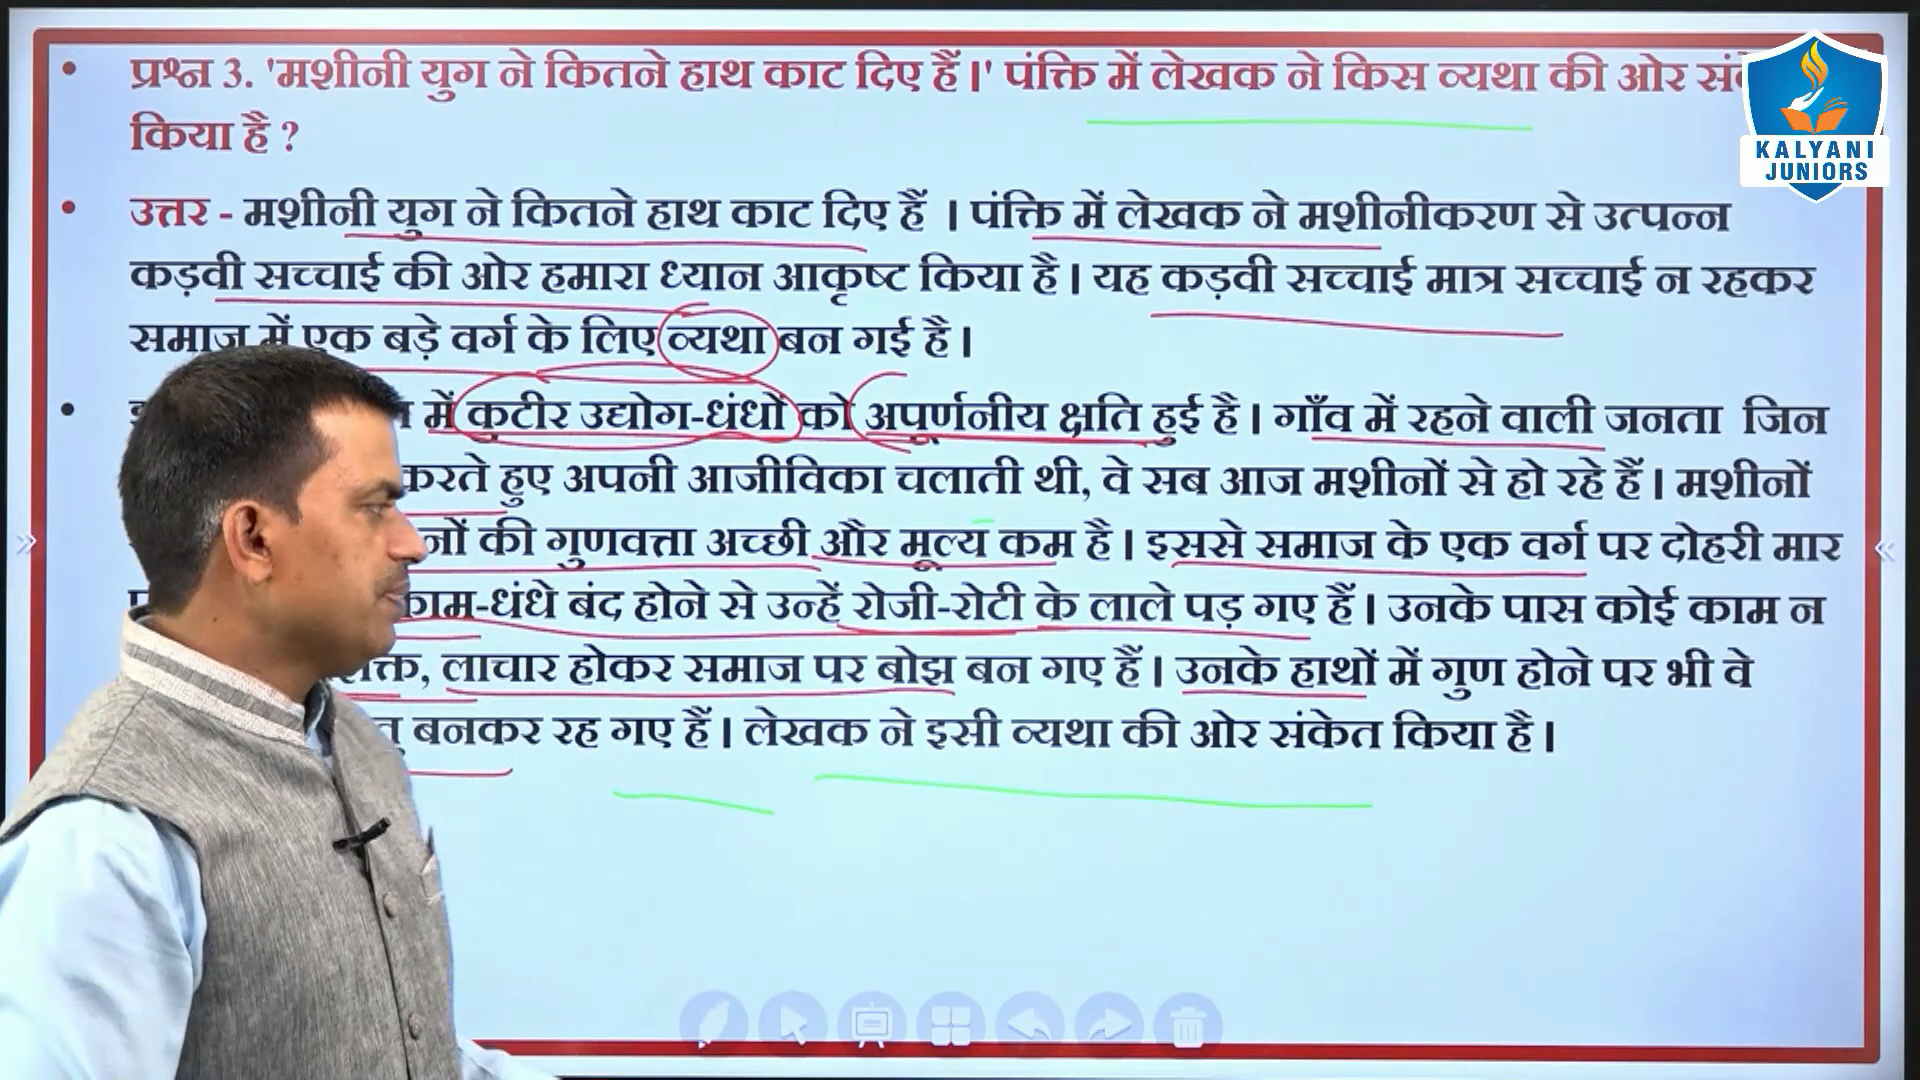 प्रश्न 3. 'मशीनी युग ने कितने हाथ काट दिए हैं।' पंक्ति में लेखक ने किस व्यथा की ओर
किया है ?
KALYANI
JUNIORS
उत्तर - मशीनी युग ने कितने हाथ काट दिए हैं । पंक्ति में लेखक ने मशीनीकरण से उत्पन्न
कड़वी सच्चाई की ओर हमारा ध्यान आकृष्ट किया है। यह कड़वी सच्चाई मात्र सच्चाई न रहकर
समाज में एक बड़े वर्ग के लिए व्यथा बन गई है।
में कुटीर उद्योग-धंधों को अपुर्णनीय क्षति हुई है। गाँव में रहने वाली जनता जिन
करते हुए अपनी आजीविका चलाती थी, वे सब आज मशीनों से हो रहे हैं। मशीनों
की गुणवत्ता अच्छी और मूल्य कम है। इससे समाज के एक वर्ग पर दोहरी मार
काम-धंधे बंद होने से उन्हें रोजी-रोटी के लाले पड़ गए हैं। उनके पास कोई काम न
लाचार होकर समाज पर बोझ बन गए हैं। उनके हाथों में गुण होने पर भी वे
बनकर रह गए हैं। लेखक ने इसी व्यथा की ओर संकेत किया है।